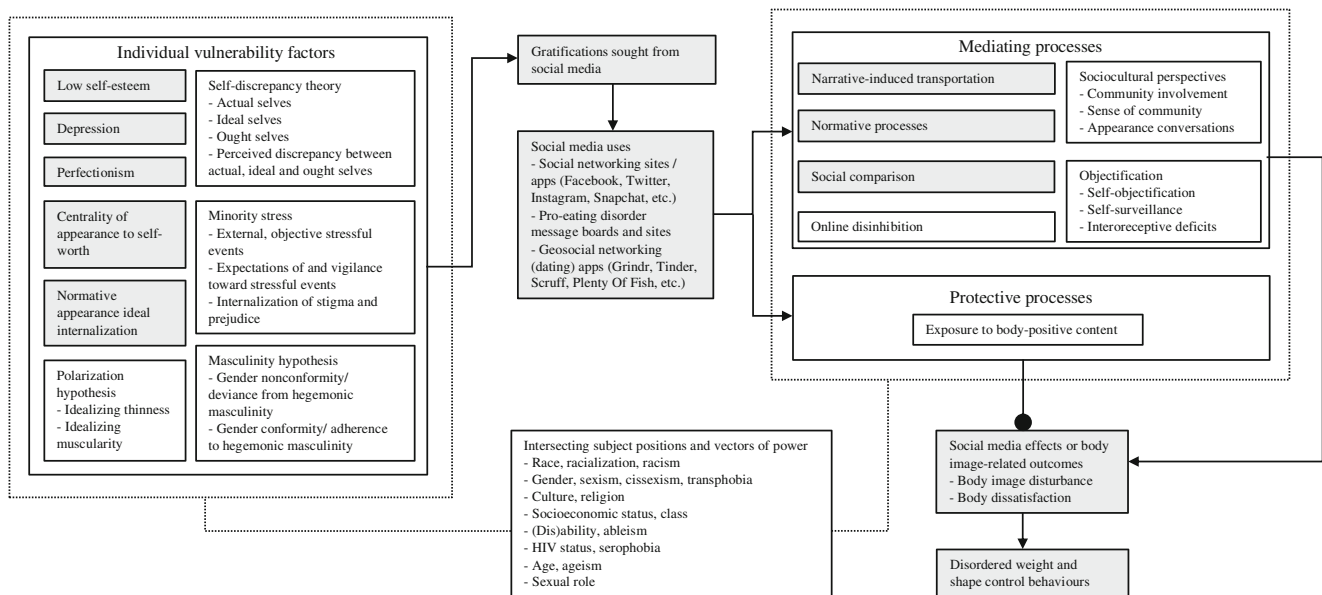 Individual vulnerability factors
Low self-esteem
Depression
Perfectionism
Centrality of
appearance to self-
worth
Normative
appearance ideal
internalization
Polarization
hypothesis
- Idealizing thinness
- Idealizing
muscularity
Self-discrepancy theory
- Actual selves
- Ideal selves
- Ought selves
- Perceived discrepancy between
actual, ideal and ought selves
Minority stress
- External, objective stressful
events
- Expectations of and vigilance
toward stressful events
- Internalization of stigma and
prejudice
Masculinity hypothesis
- Gender nonconformity/
deviance from hegemonic
masculinity
- Gender conformity/ adherence
to hegemonic masculinity
Gratifications sought from
social media
Social media uses
- Social networking sites /
apps (Facebook, Twitter,
Instagram, Snapchat, etc.)
- Pro-eating disorder
message boards and sites
- Geosocial networking
(dating) apps (Grindr, Tinder,
Scruff, Plenty Of Fish, etc.)
Intersecting subject positions and vectors of power
- Race, racialization, racism
- Gender, sexism, cissexism, transphobia
- Culture, religion
- Socioeconomic status, class
- (Dis)ability, ableism
- HIV status, serophobia
- Age, ageism
- Sexual role
Mediating processes
Narrative-induced transportation
Normative processes
Social comparison
Online disinhibition
Sociocultural perspectives
- Community involvement
- Sense of community
- Appearance conversations
Objectification
- Self-objectification
- Self-surveillance
- Interoreceptive deficits
Protective processes
Exposure to body-positive content
Social media effects or body
image-related outcomes
- Body image disturbance
- Body dissatisfaction
Disordered weight and
shape control behaviours